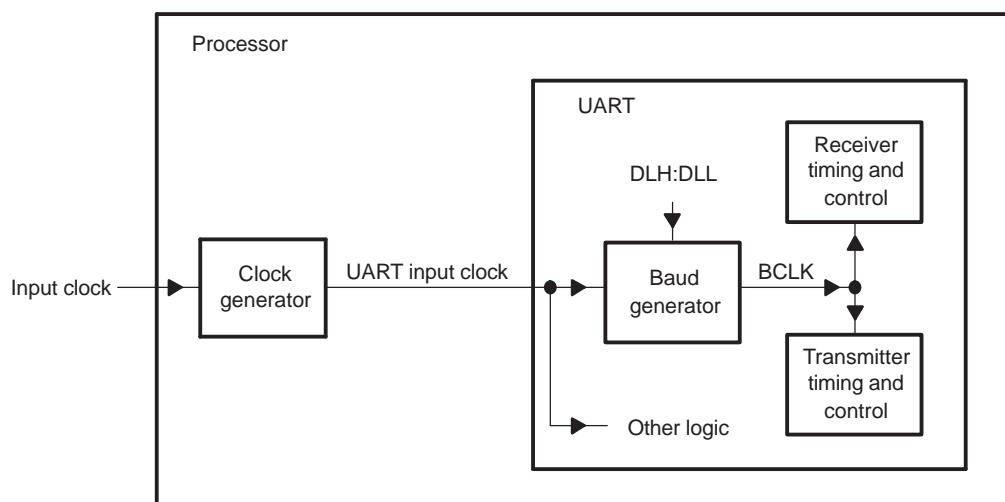 Processor
UART
Receiver
timing and
control
DLH:DLL
Input clock
Clock
generator
UART input clock
Baud
generator
BCLK
Transmitter
timing and
control
Other logic